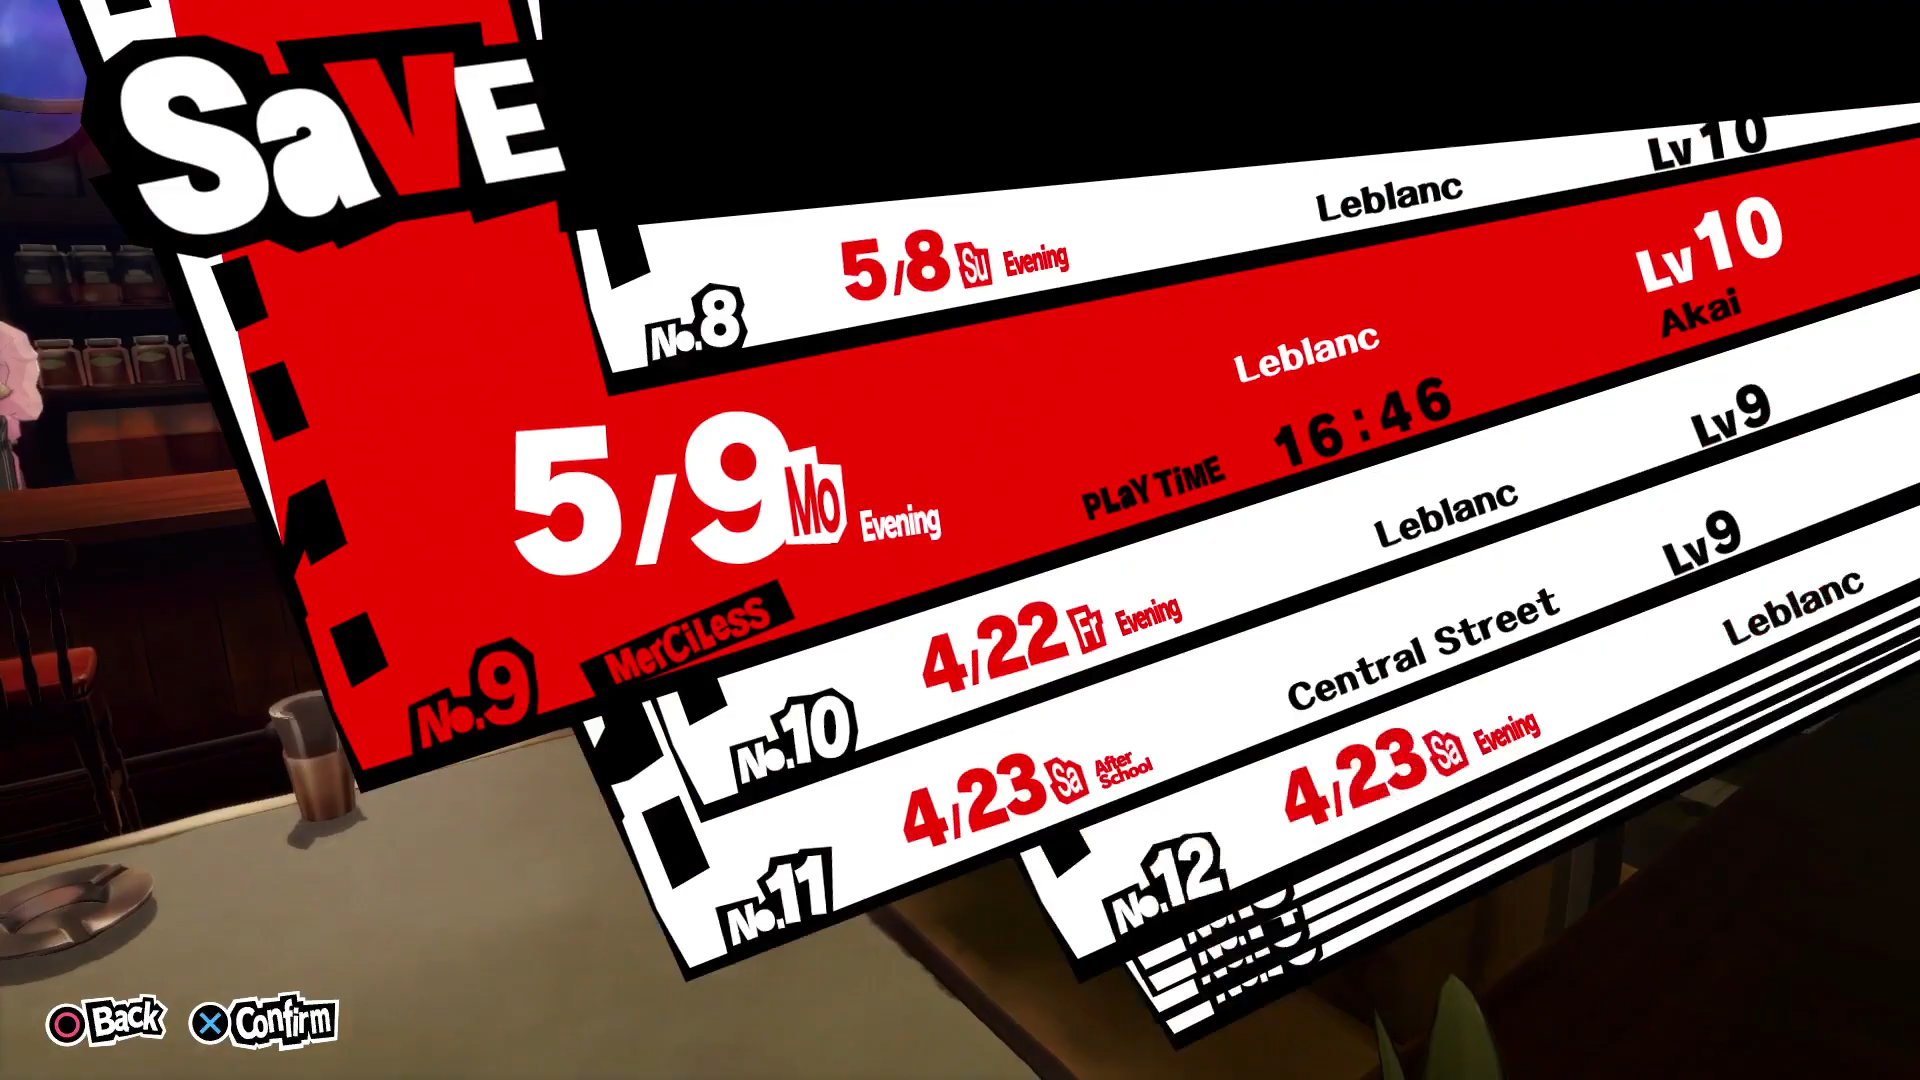 SaVE
No.8 5/8 Su Evening Leblanc Lv10
No.9 5/9 Mo Evening Leblanc Lv10
Akai
PLaY TiME 16:46
MerCiLesS
No.10 4/22 Fr Evening Leblanc Lv9
No.11 4/23 Sa After School Central Street Lv9
No.12 4/23 Sa Evening Leblanc
Back Confirm